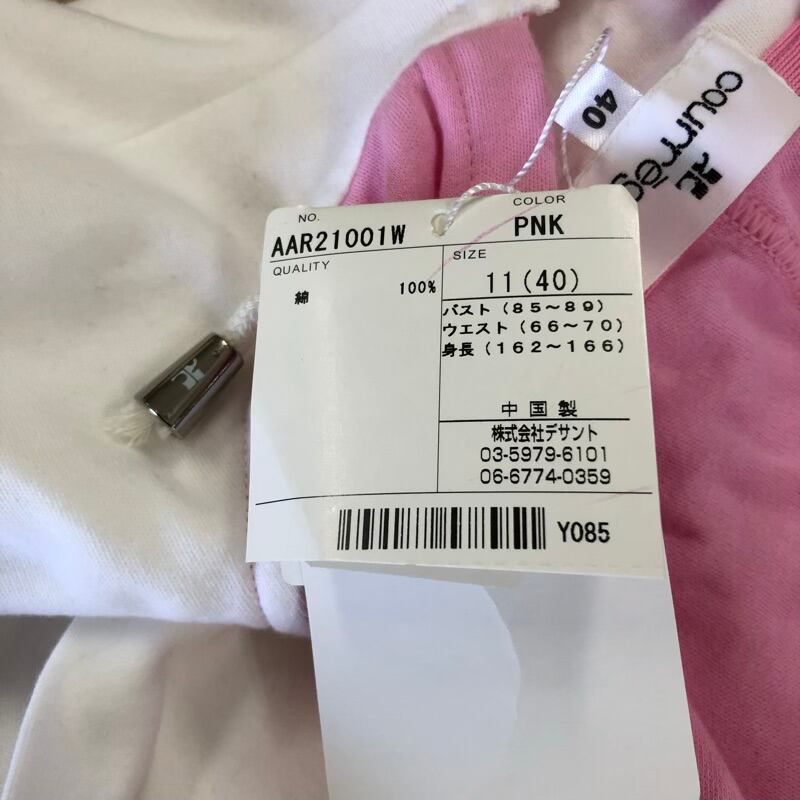 40
courrèg
NO.
AAR21001W
COLOR
PNK
QUALITY
綿 100%
SIZE
11(40)
バスト(85～89)
ウエスト(66～70)
身長(162～166)
中国製
株式会社デサント
03-5979-6101
06-6774-0359
Y085